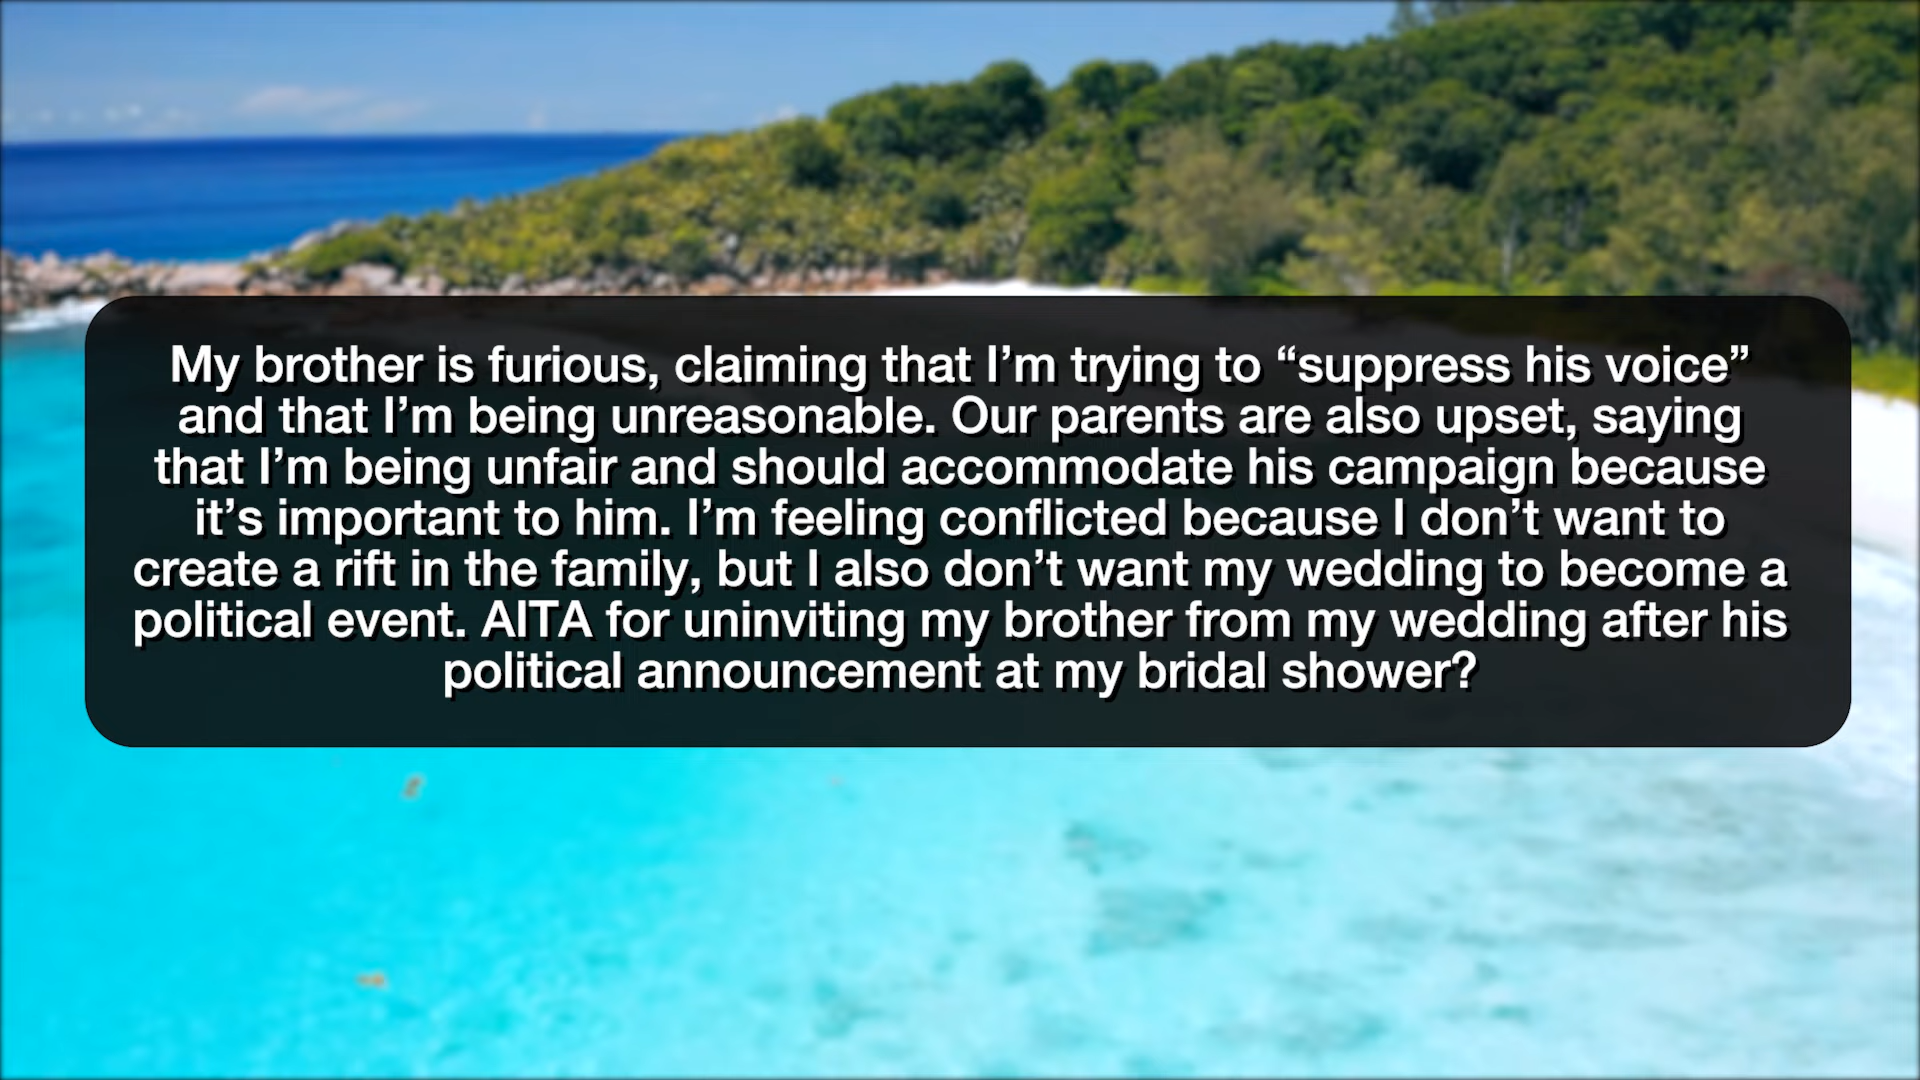 My brother is furious, claiming that I’m trying to “suppress his voice”
and that I’m being unreasonable. Our parents are also upset, saying
that I’m being unfair and should accommodate his campaign because
it’s important to him. I’m feeling conflicted because I don’t want to
create a rift in the family, but I also don’t want my wedding to become a
political event. AITA for uninviting my brother from my wedding after his
political announcement at my bridal shower?